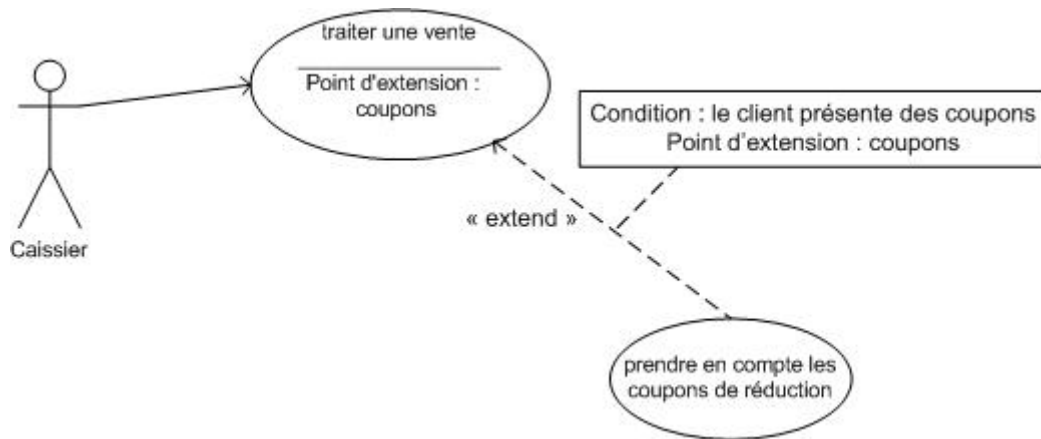 traiter une vente
Point d'extension :
coupons
Condition : le client présente des coupons
Point d'extension : coupons
« extend »
Caissier
prendre en compte les
coupons de réduction